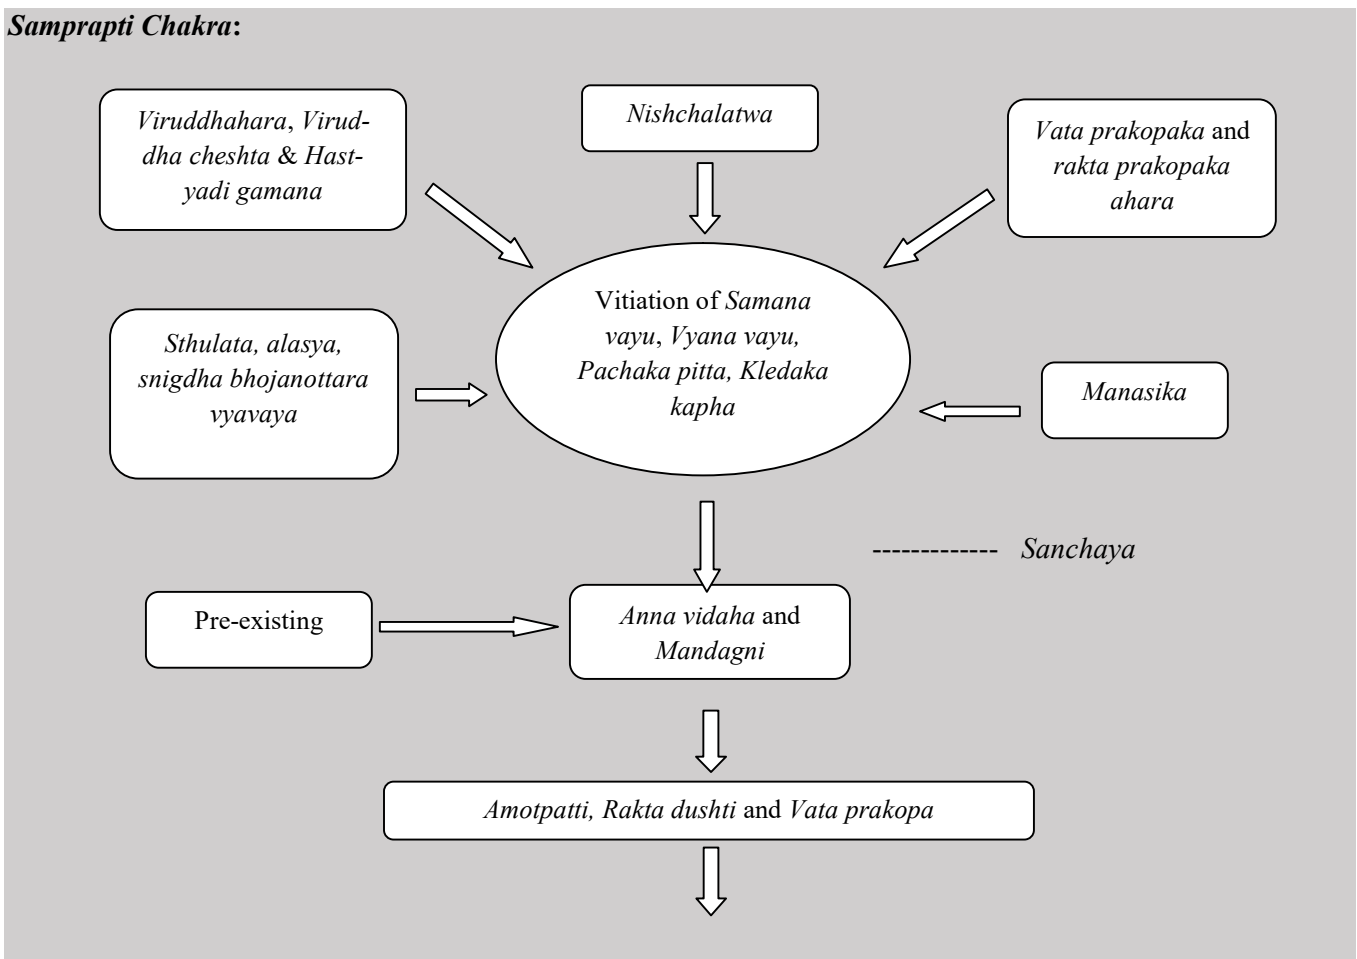 Samprapti Chakra:
Viruddhahara, Virud-
dha cheshta & Hast-
yadi gamana
Nishchalatwa
Vata prakopaka and
rakta prakopaka
ahara
Sthulata, alasya,
snigdha bhojanottara
vyavaya
Vitiation of Samana
vayu, Vyana vayu,
Pachaka pitta, Kledaka
kapha
Manasika
Sanchaya
Pre-existing
Anna vidaha and
Mandagni
Amotpatti, Rakta dushti and Vata prakopa